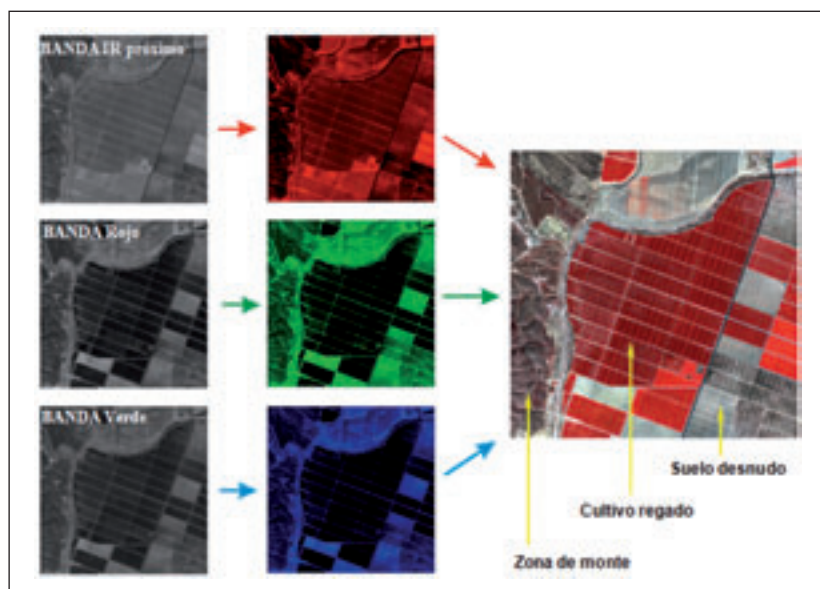 BANDA IR próximo
BANDA Rojo
BANDA Verde
Suelo desnudo
Cultivo regado
Zona de monte